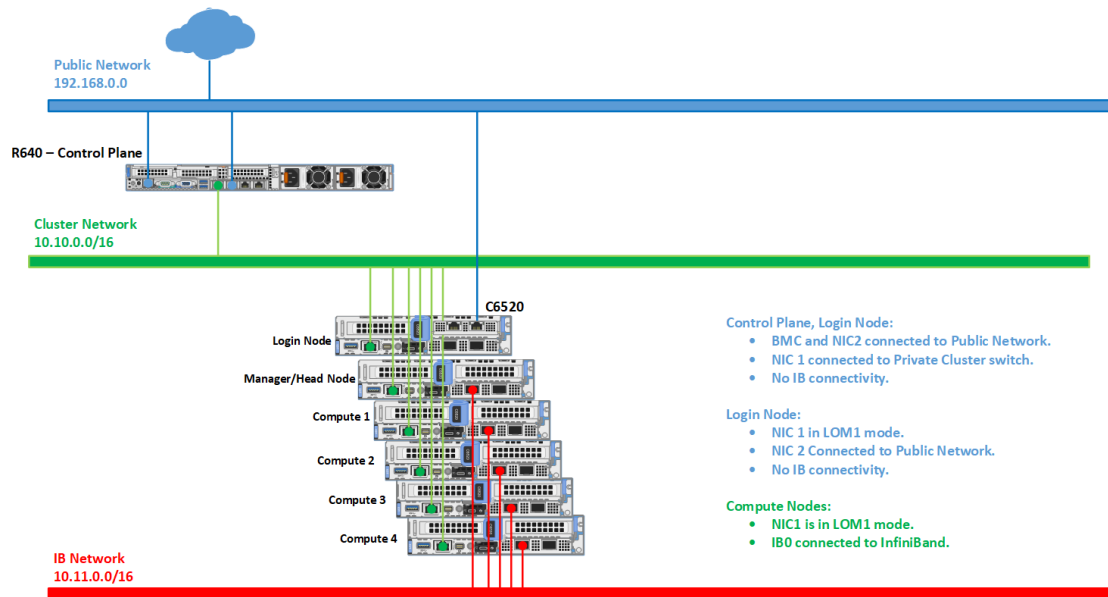 Public Network
192.168.0.0
R640 – Control Plane
Cluster Network
10.10.0.0/16
C6520
Login Node
Manager/Head Node
Compute 1
Compute 2
Compute 3
Compute 4
Control Plane, Login Node:
• BMC and NIC2 connected to Public Network.
• NIC 1 connected to Private Cluster switch.
• No IB connectivity.
Login Node:
• NIC 1 in LOM1 mode.
• NIC 2 Connected to Public Network.
• No IB connectivity.
Compute Nodes:
• NIC1 is in LOM1 mode.
• IB0 connected to InfiniBand.
IB Network
10.11.0.0/16